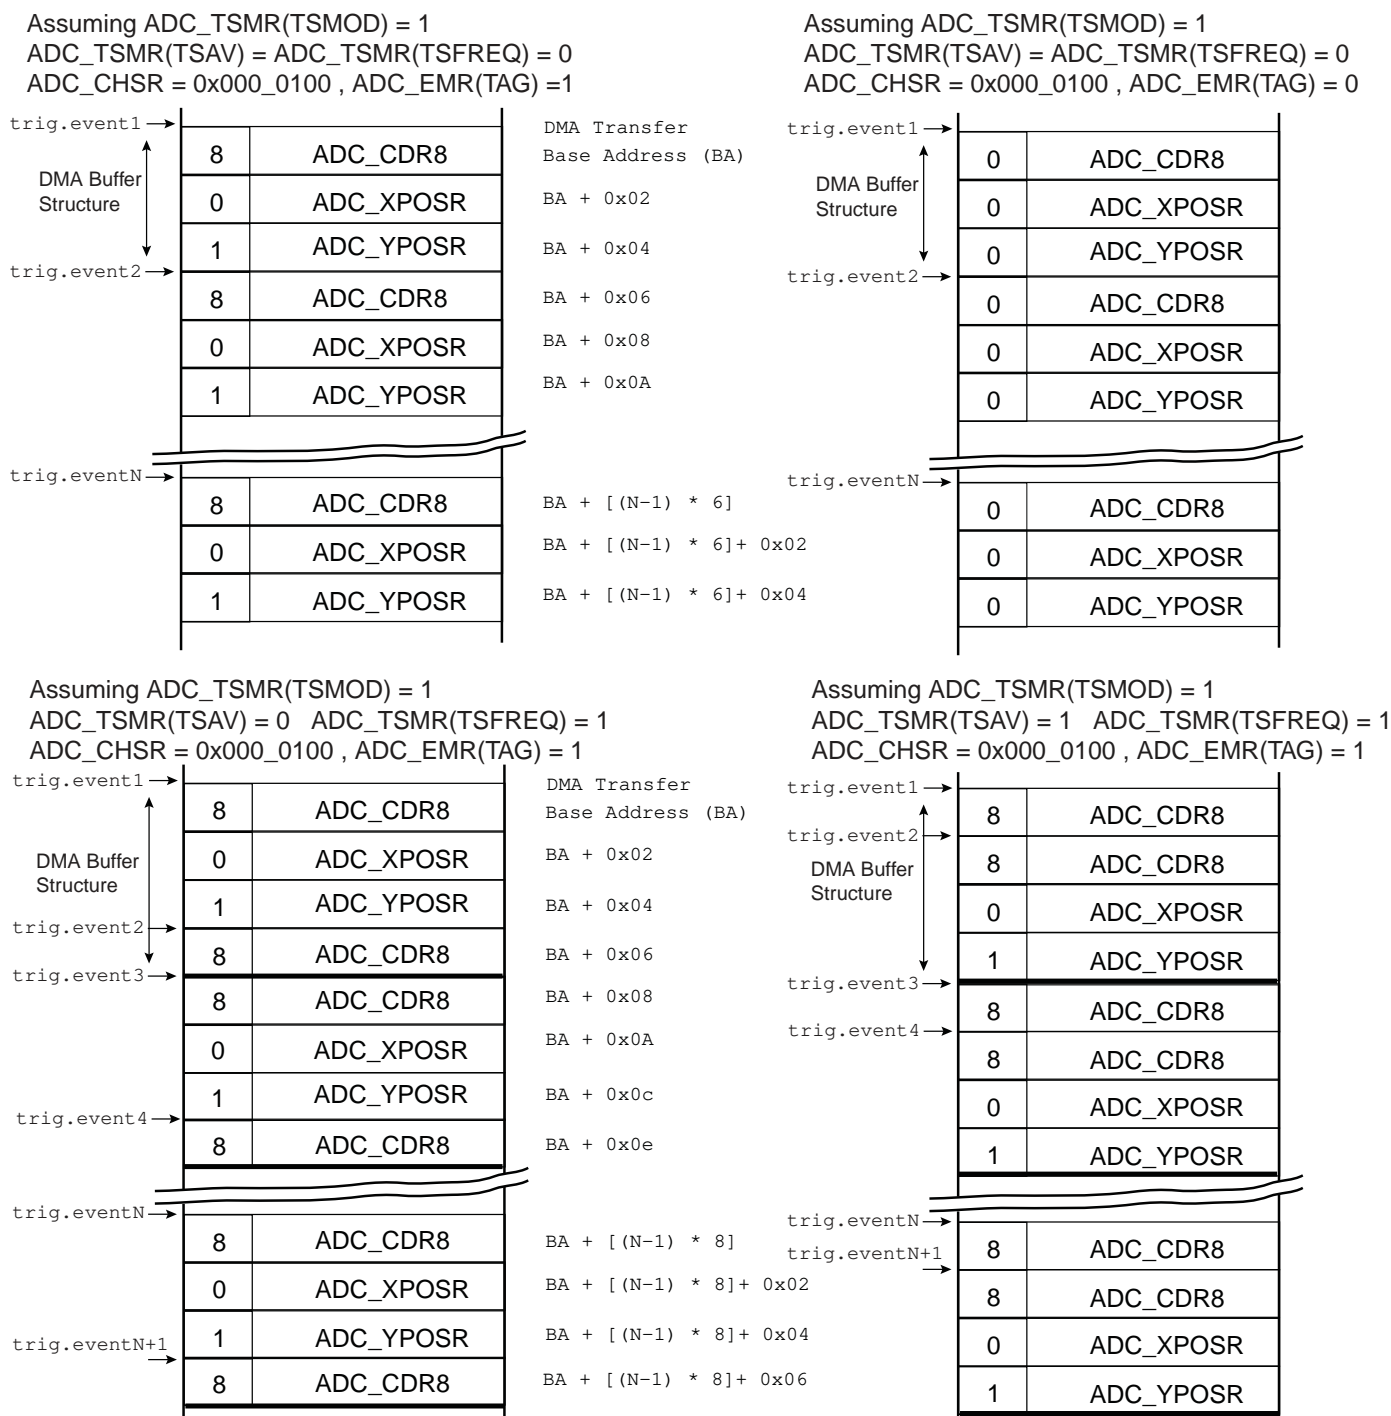 Assuming ADC_TSMR(TSMOD) = 1
ADC_TSMR(TSAV) = ADC_TSMR(TSFREQ) = 0
ADC_CHSR = 0x000_0100 , ADC_EMR(TAG) =1
trig.event1
DMA Transfer
8 ADC_CDR8 Base Address (BA)
DMA Buffer
Structure
0 ADC_XPOSR BA + 0x02
1 ADC_YPOSR BA + 0x04
trig.event2
8 ADC_CDR8 BA + 0x06
0 ADC_XPOSR BA + 0x08
1 ADC_YPOSR BA + 0x0A
trig.eventN
8 ADC_CDR8 BA + [(N-1) * 6]
0 ADC_XPOSR BA + [(N-1) * 6]+ 0x02
1 ADC_YPOSR BA + [(N-1) * 6]+ 0x04
Assuming ADC_TSMR(TSMOD) = 1
ADC_TSMR(TSAV) = ADC_TSMR(TSFREQ) = 0
ADC_CHSR = 0x000_0100 , ADC_EMR(TAG) = 0
trig.event1
0 ADC_CDR8
DMA Buffer
Structure
0 ADC_XPOSR
0 ADC_YPOSR
trig.event2
0 ADC_CDR8
0 ADC_XPOSR
0 ADC_YPOSR
trig.eventN
0 ADC_CDR8
0 ADC_XPOSR
0 ADC_YPOSR
Assuming ADC_TSMR(TSMOD) = 1
ADC_TSMR(TSAV) = 0 ADC_TSMR(TSFREQ) = 1
ADC_CHSR = 0x000_0100 , ADC_EMR(TAG) = 1
trig.event1
DMA Transfer
8 ADC_CDR8 Base Address (BA)
DMA Buffer
Structure
0 ADC_XPOSR BA + 0x02
1 ADC_YPOSR BA + 0x04
trig.event2
8 ADC_CDR8 BA + 0x06
trig.event3
8 ADC_CDR8 BA + 0x08
0 ADC_XPOSR BA + 0x0A
1 ADC_YPOSR BA + 0x0c
trig.event4
8 ADC_CDR8 BA + 0x0e
trig.eventN
8 ADC_CDR8 BA + [(N-1) * 8]
0 ADC_XPOSR BA + [(N-1) * 8]+ 0x02
1 ADC_YPOSR BA + [(N-1) * 8]+ 0x04
trig.eventN+1
8 ADC_CDR8 BA + [(N-1) * 8]+ 0x06
Assuming ADC_TSMR(TSMOD) = 1
ADC_TSMR(TSAV) = 1 ADC_TSMR(TSFREQ) = 1
ADC_CHSR = 0x000_0100 , ADC_EMR(TAG) = 1
trig.event1
8 ADC_CDR8
trig.event2
DMA Buffer
Structure
8 ADC_CDR8
0 ADC_XPOSR
1 ADC_YPOSR
trig.event3
8 ADC_CDR8
trig.event4
8 ADC_CDR8
0 ADC_XPOSR
1 ADC_YPOSR
trig.eventN
8 ADC_CDR8
trig.eventN+1
8 ADC_CDR8
0 ADC_XPOSR
1 ADC_YPOSR